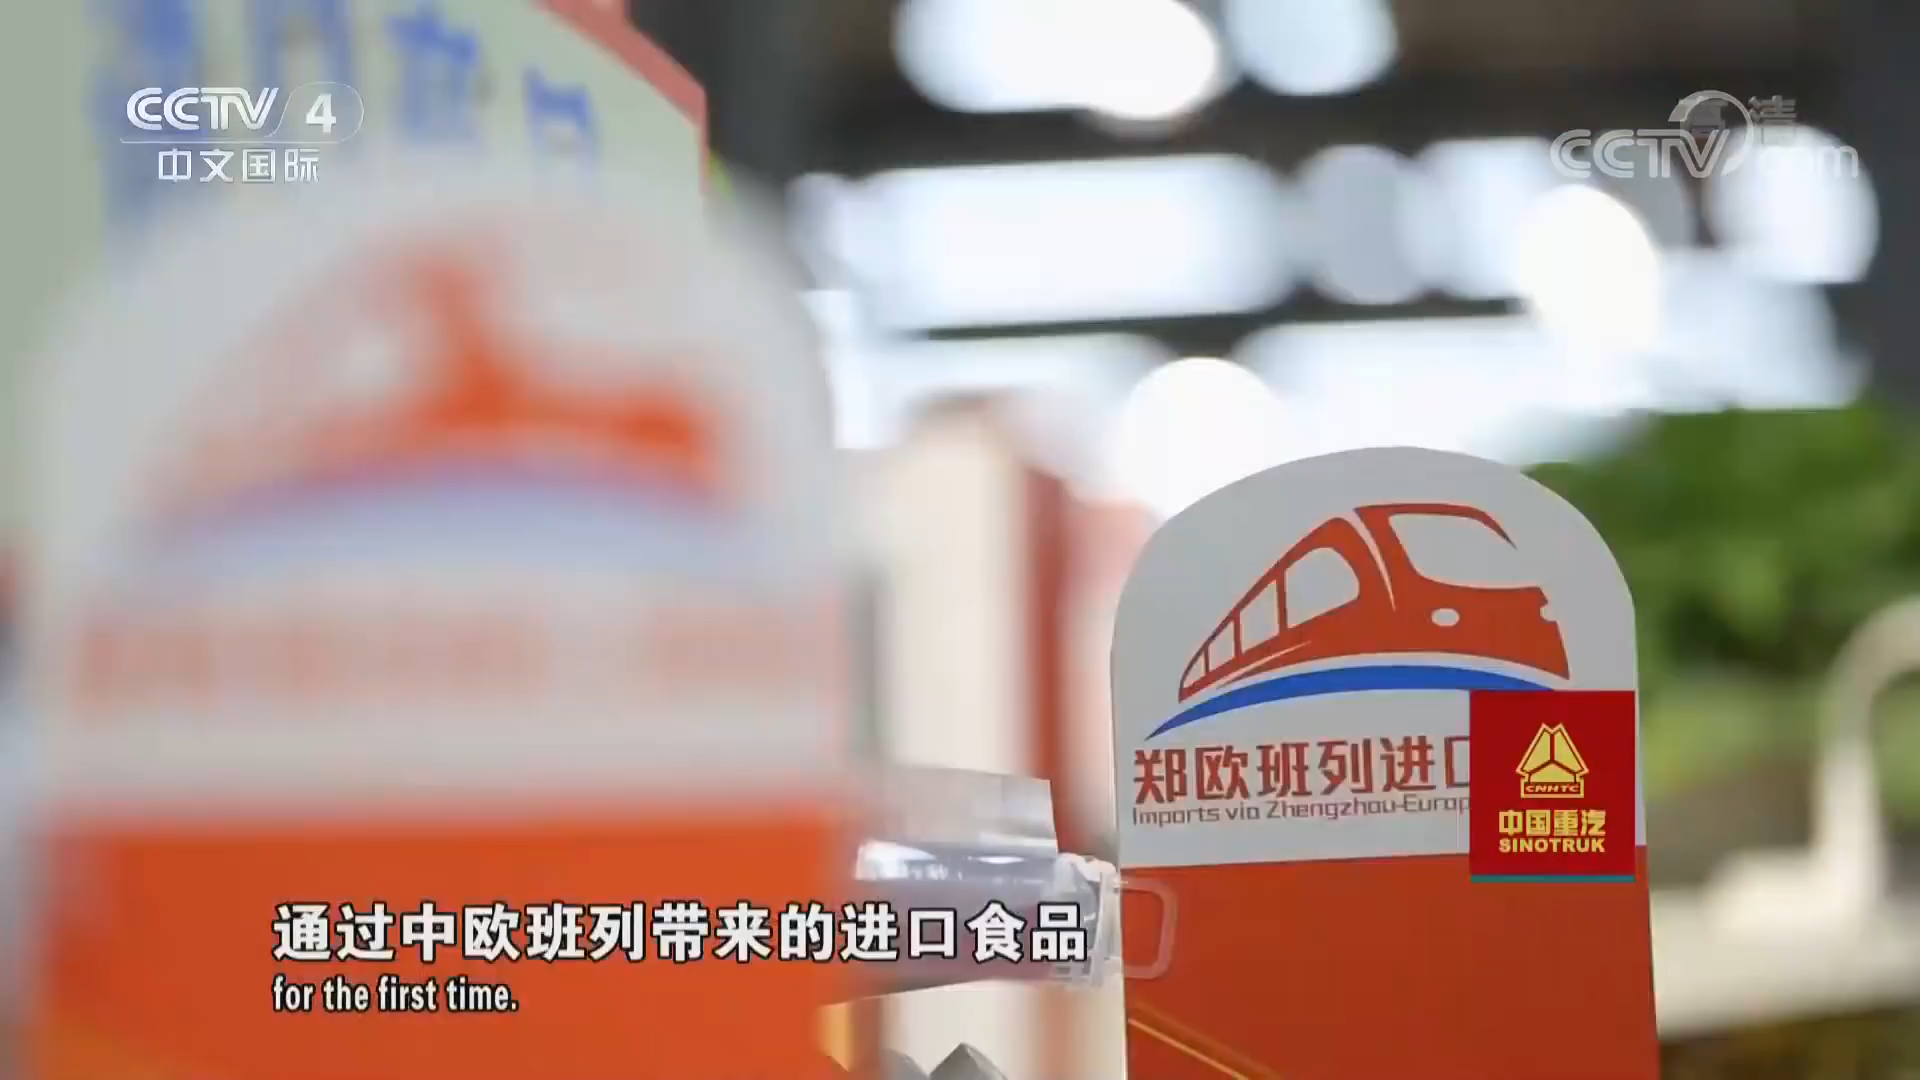 CCTV 4
中文国际
高清
CCTV.com
郑欧班列进口
Imports via Zhengzhou-Europ
CNHTC
中国重汽
SINOTRUK
通过中欧班列带来的进口食品
for the first time.